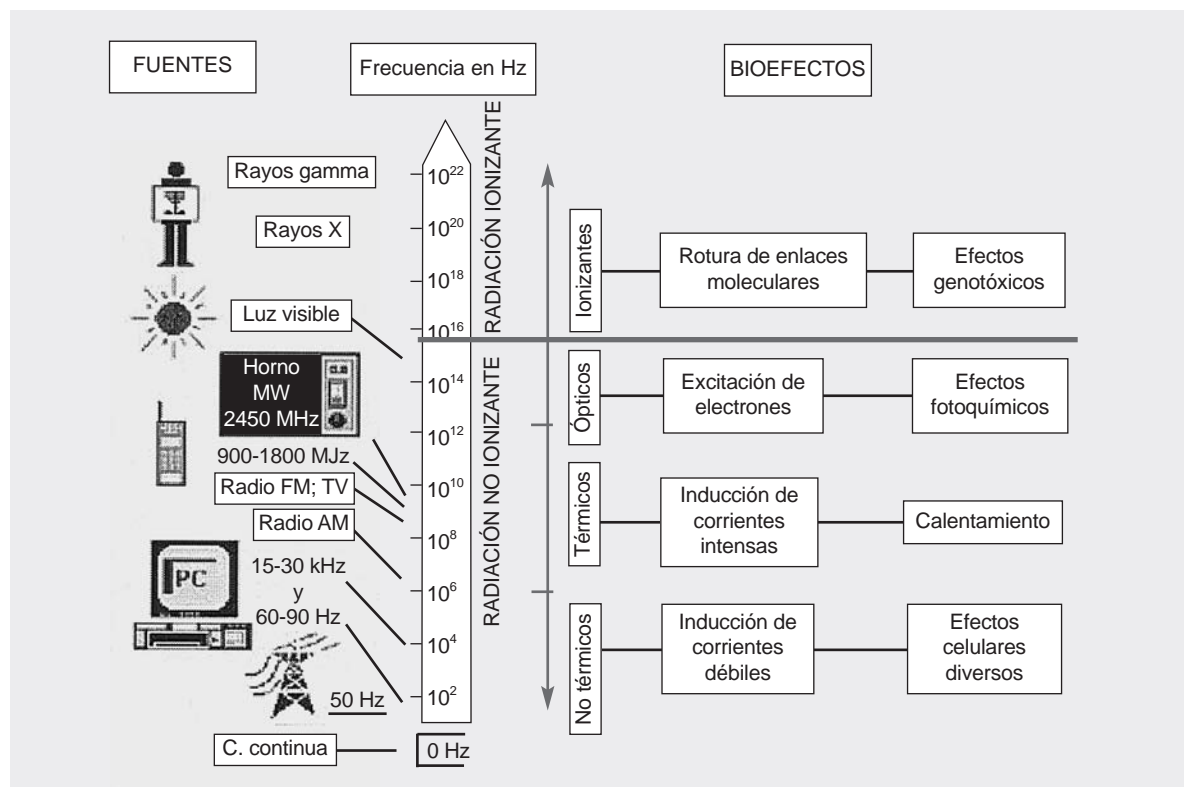 FUENTES
Frecuencia en Hz
BIOEFECTOS
Rayos gamma
Rayos X
Luz visible
Horno
MW
2450 MHz
900-1800 MJz
Radio FM; TV
Radio AM
PC
15-30 kHz
y
60-90 Hz
50 Hz
C. continua
10²²
10²⁰
10¹⁸
10¹⁶
10¹⁴
10¹²
10¹⁰
10⁸
10⁶
10⁴
10²
0 Hz
RADIACIÓN IONIZANTE
RADIACIÓN NO IONIZANTE
Ionizantes
Rotura de enlaces
moleculares
Efectos
genotóxicos
Ópticos
Excitación de
electrones
Efectos
fotoquímicos
Térmicos
Inducción de
corrientes
intensas
Calentamiento
No térmicos
Inducción de
corrientes
débiles
Efectos
celulares
diversos